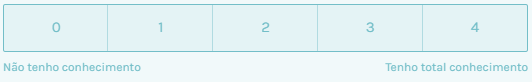 0 1 2 3 4
Não tenho conhecimento Tenho total conhecimento